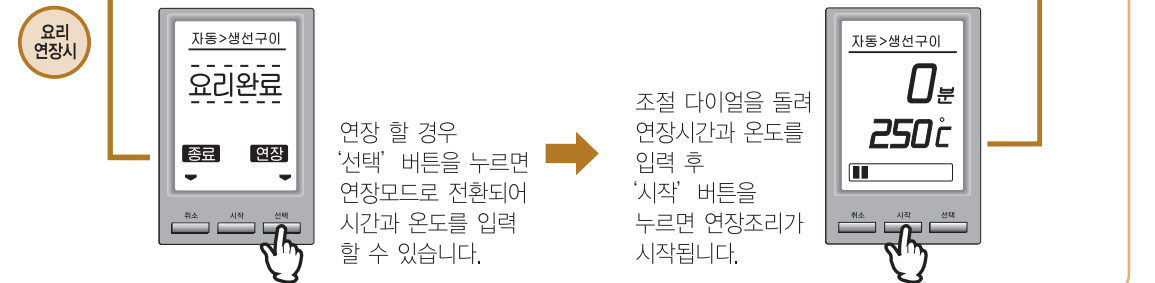 요리
연장시
자동>생선구이
요리완료
종료 연장
취소 시작 선택
연장 할 경우
‘선택’ 버튼을 누르면
연장모드로 전환되어
시간과 온도를 입력
할 수 있습니다.
조절 다이얼을 돌려
연장시간과 온도를
입력 후
‘시작’ 버튼을
누르면 연장조리가
시작됩니다.
자동>생선구이
0분
250℃
취소 시작 선택